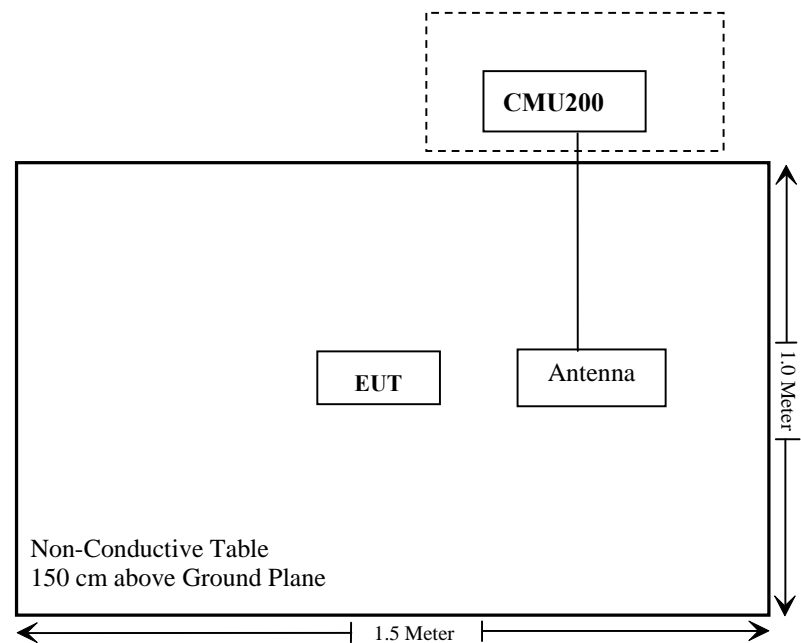 CMU200
EUT
Antenna
1.0 Meter
Non-Conductive Table
150 cm above Ground Plane
1.5 Meter